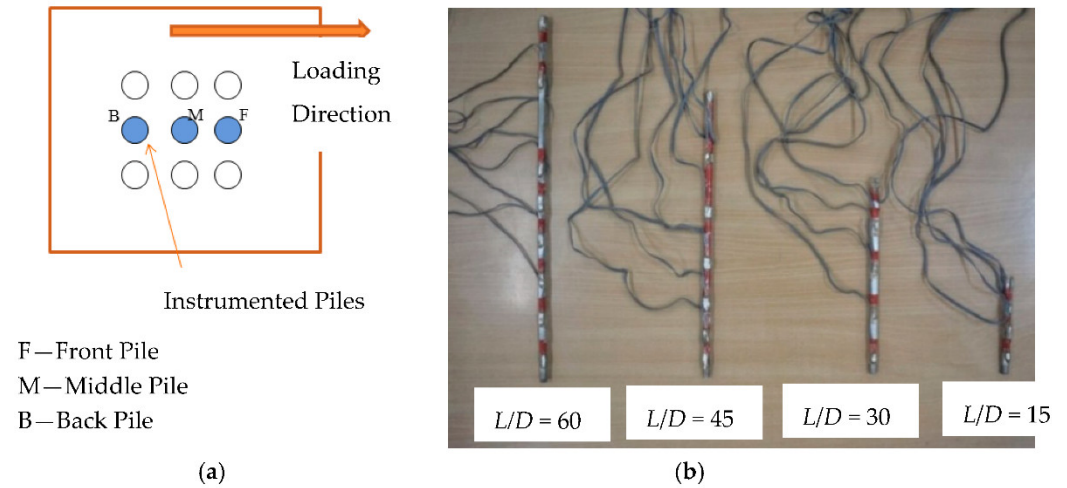 Loading
Direction
B
M
F
Instrumented Piles
F—Front Pile
M—Middle Pile
B—Back Pile
(a)
L/D = 60
L/D = 45
L/D = 30
L/D = 15
(b)